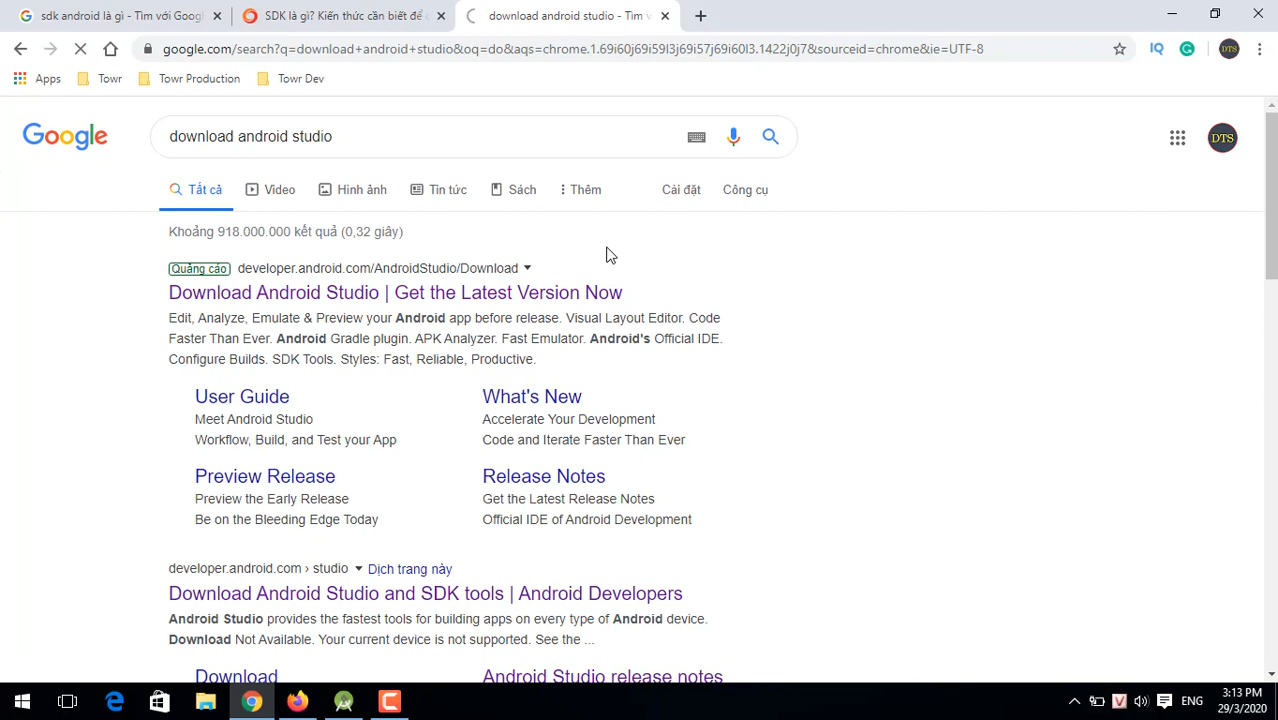 sdk android là gì - Tìm với Googl
SDK là gì? Kiến thức cần biết để
download android studio - Tìm v
google.com/search?q=download+android+studio&oq=do&aqs=chrome.1.69i60j69i59l3j69i57j69i60l3.1422j0j7&sourceid=chrome&ie=UTF-8
IQ
DTS
Apps Towr Towr Production Towr Dev
Google
download android studio
DTS
Tất cả Video Hình ảnh Tin tức Sách Thêm Cài đặt Công cụ
Khoảng 918.000.000 kết quả (0,32 giây)
Quảng cáo developer.android.com/AndroidStudio/Download
Download Android Studio | Get the Latest Version Now
Edit, Analyze, Emulate & Preview your Android app before release. Visual Layout Editor. Code
Faster Than Ever. Android Gradle plugin. APK Analyzer. Fast Emulator. Android's Official IDE.
Configure Builds. SDK Tools. Styles: Fast, Reliable, Productive.
User Guide
Meet Android Studio
Workflow, Build, and Test your App
What's New
Accelerate Your Development
Code and Iterate Faster Than Ever
Preview Release
Preview the Early Release
Be on the Bleeding Edge Today
Release Notes
Get the Latest Release Notes
Official IDE of Android Development
developer.android.com › studio Dịch trang này
Download Android Studio and SDK tools | Android Developers
Android Studio provides the fastest tools for building apps on every type of Android device.
Download Not Available. Your current device is not supported. See the ...
Download
Android Studio release notes
V
ENG
3:13 PM
29/3/2020